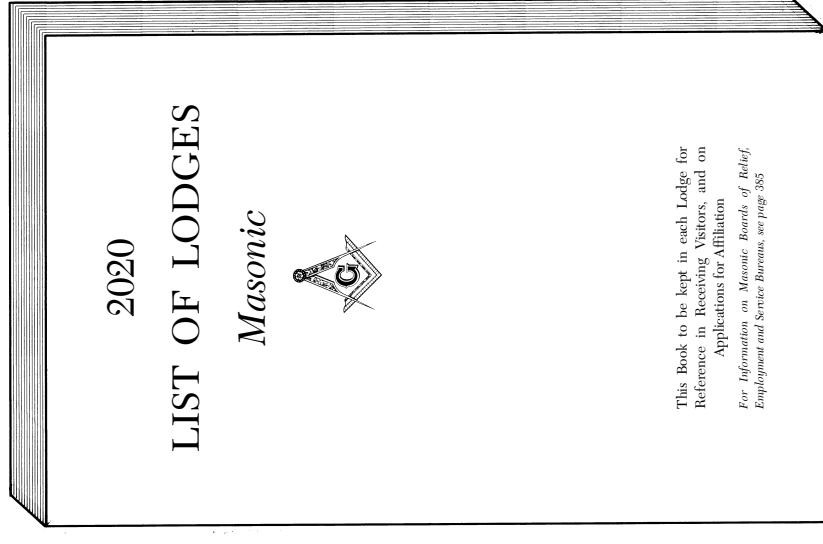 2020
LIST OF LODGES
Masonic
G
This Book to be kept in each Lodge for
Reference in Receiving Visitors, and on
Applications for Affiliation
For Information on Masonic Boards of Relief,
Employment and Service Bureaus, see page 385